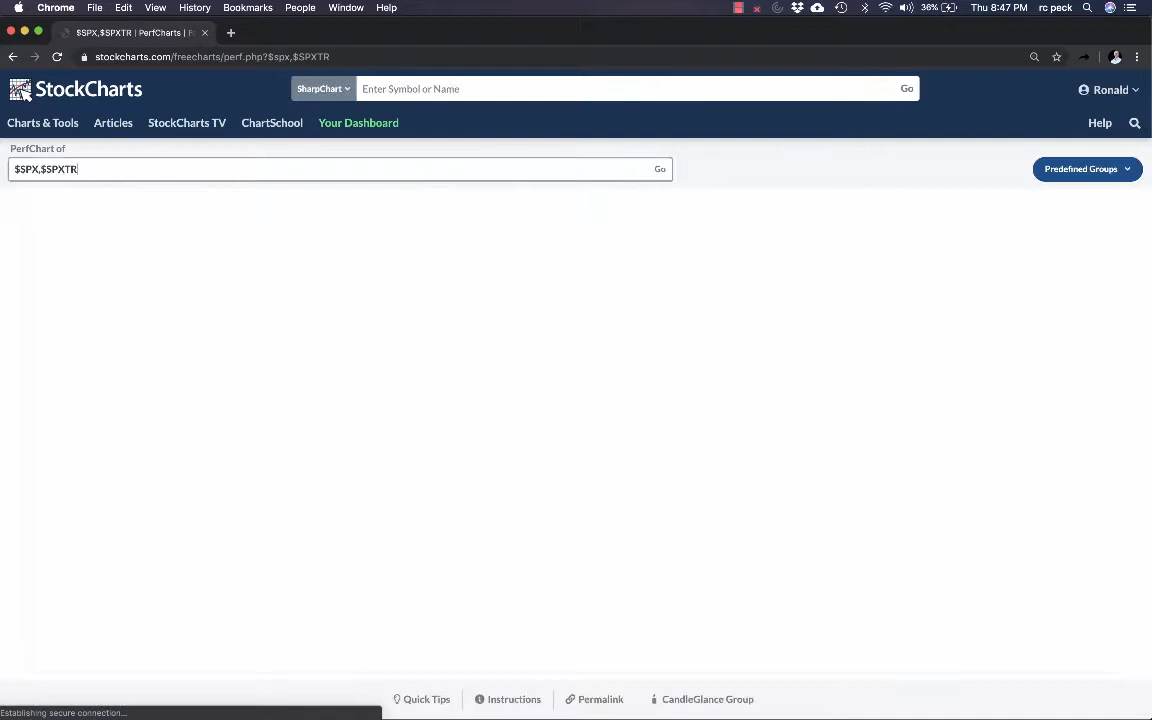 Chrome File Edit View History Bookmarks People Window Help 36% Thu 8:47 PM rc peck
$SPX,$SPXTR | PerfCharts |
stockcharts.com/freecharts/perf.php?$spx,$SPXTR
StockCharts SharpChart Enter Symbol or Name Go Ronald
Charts & Tools Articles StockCharts TV ChartSchool Your Dashboard Help
PerfChart of
$SPX,$SPXTR Go Predefined Groups
Quick Tips Instructions Permalink CandleGlance Group
Establishing secure connection...